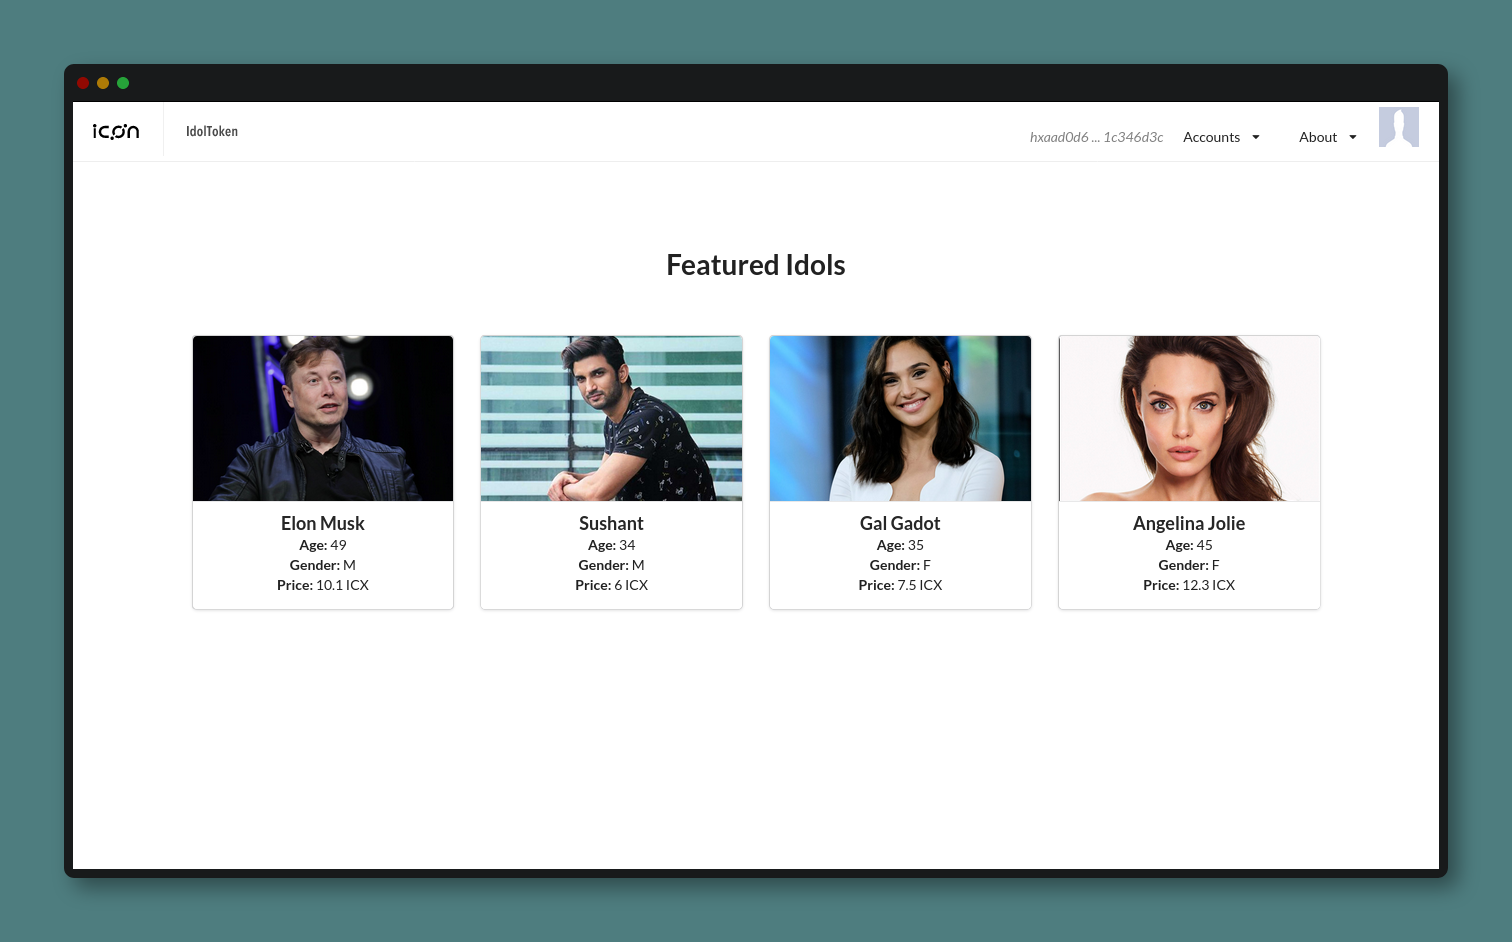 icon
IdolToken
hxaad0d6 ... 1c346d3c
Accounts
About
Featured Idols
Elon Musk
Age: 49
Gender: M
Price: 10.1 ICX
Sushant
Age: 34
Gender: M
Price: 6 ICX
Gal Gadot
Age: 35
Gender: F
Price: 7.5 ICX
Angelina Jolie
Age: 45
Gender: F
Price: 12.3 ICX